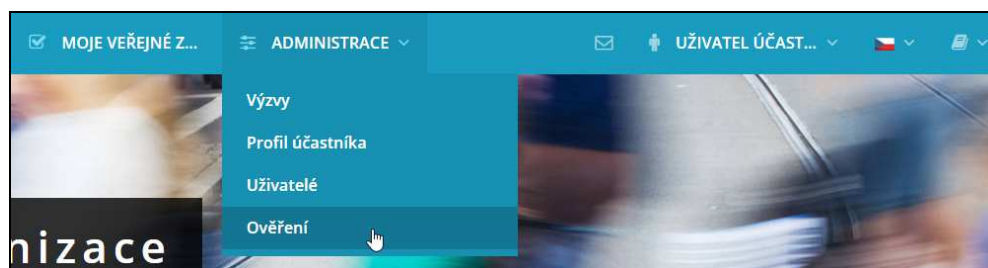 MOJE VEŘEJNÉ Z... ADMINISTRACE UŽIVATEL ÚČAST...
Výzvy
Profil účastníka
Uživatelé
Ověření
nizace